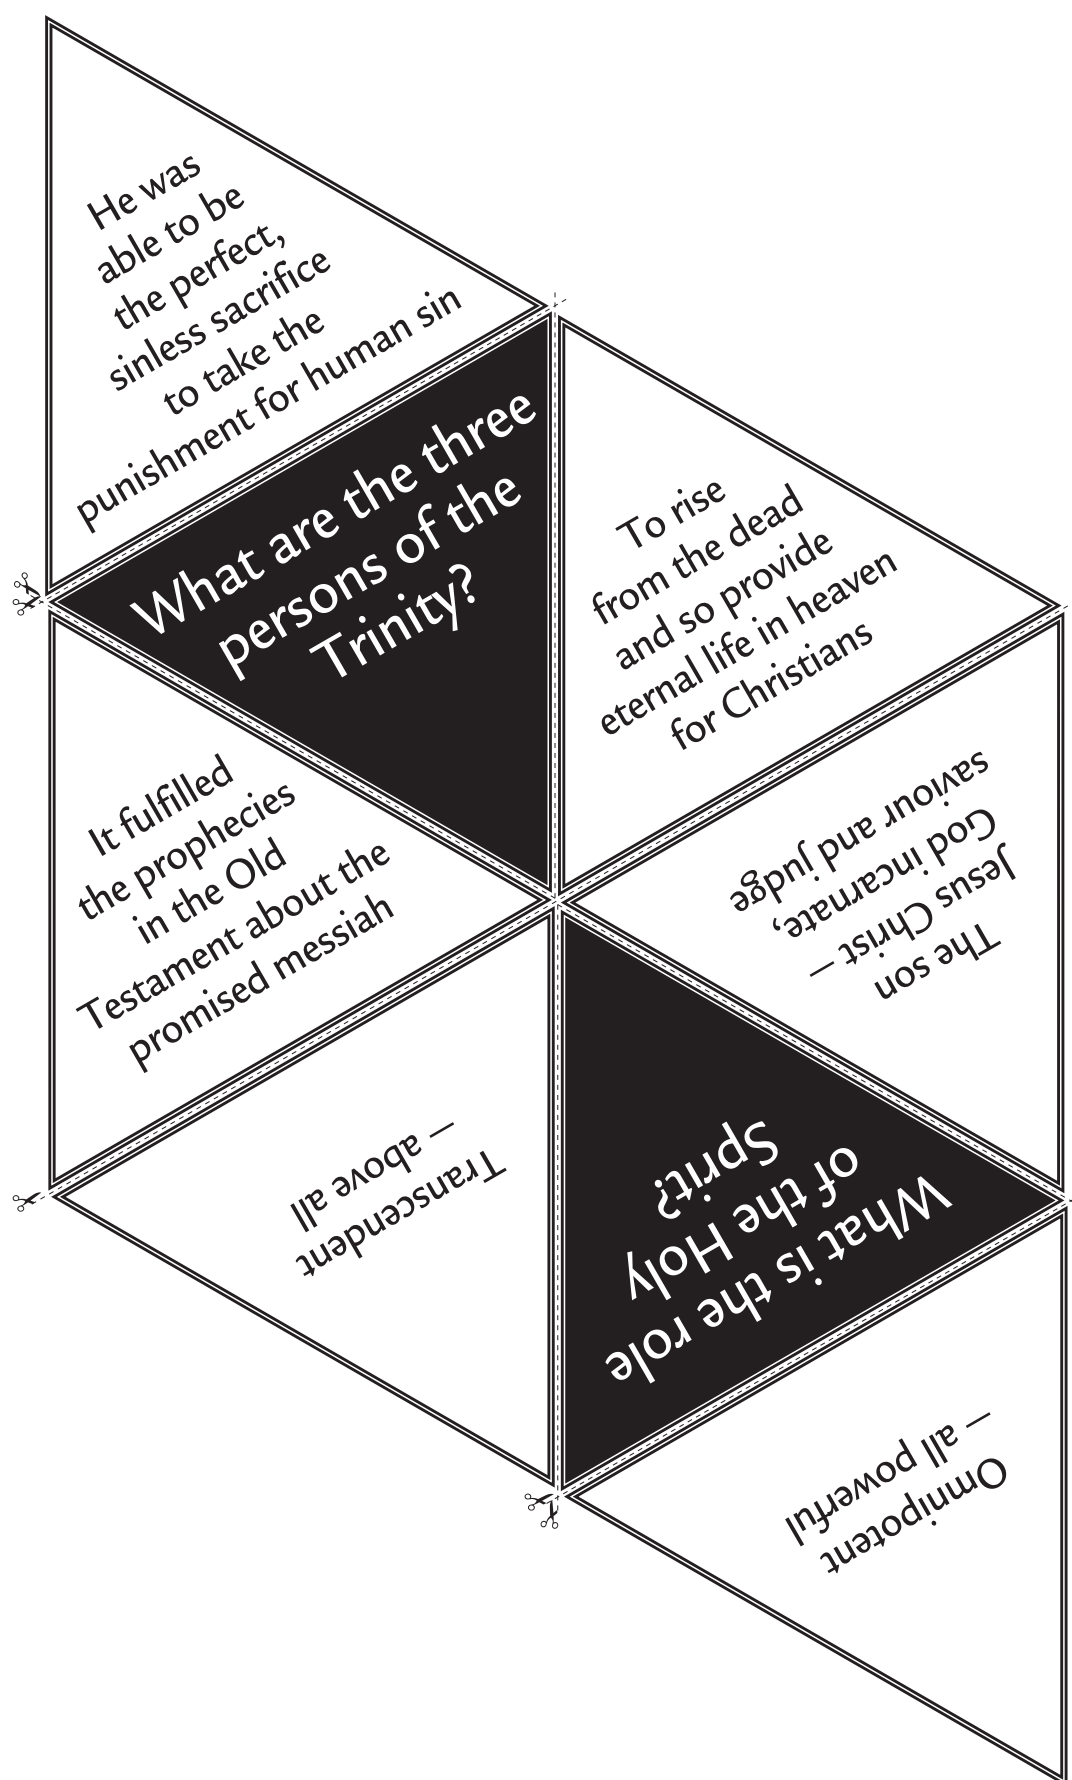 He was
able to be
the perfect,
sinless sacrifice
to take the
punishment for human sin
What are the three
persons of the
Trinity?
To rise
from the dead
and so provide
eternal life in heaven
for Christians
It fulfilled
the prophecies
in the Old
Testament about the
promised messiah
The son
Jesus Christ –
God incarnate,
saviour and judge
Transcendent
– above all
What is the role
of the Holy
Sprit?
Omnipotent
– all powerful